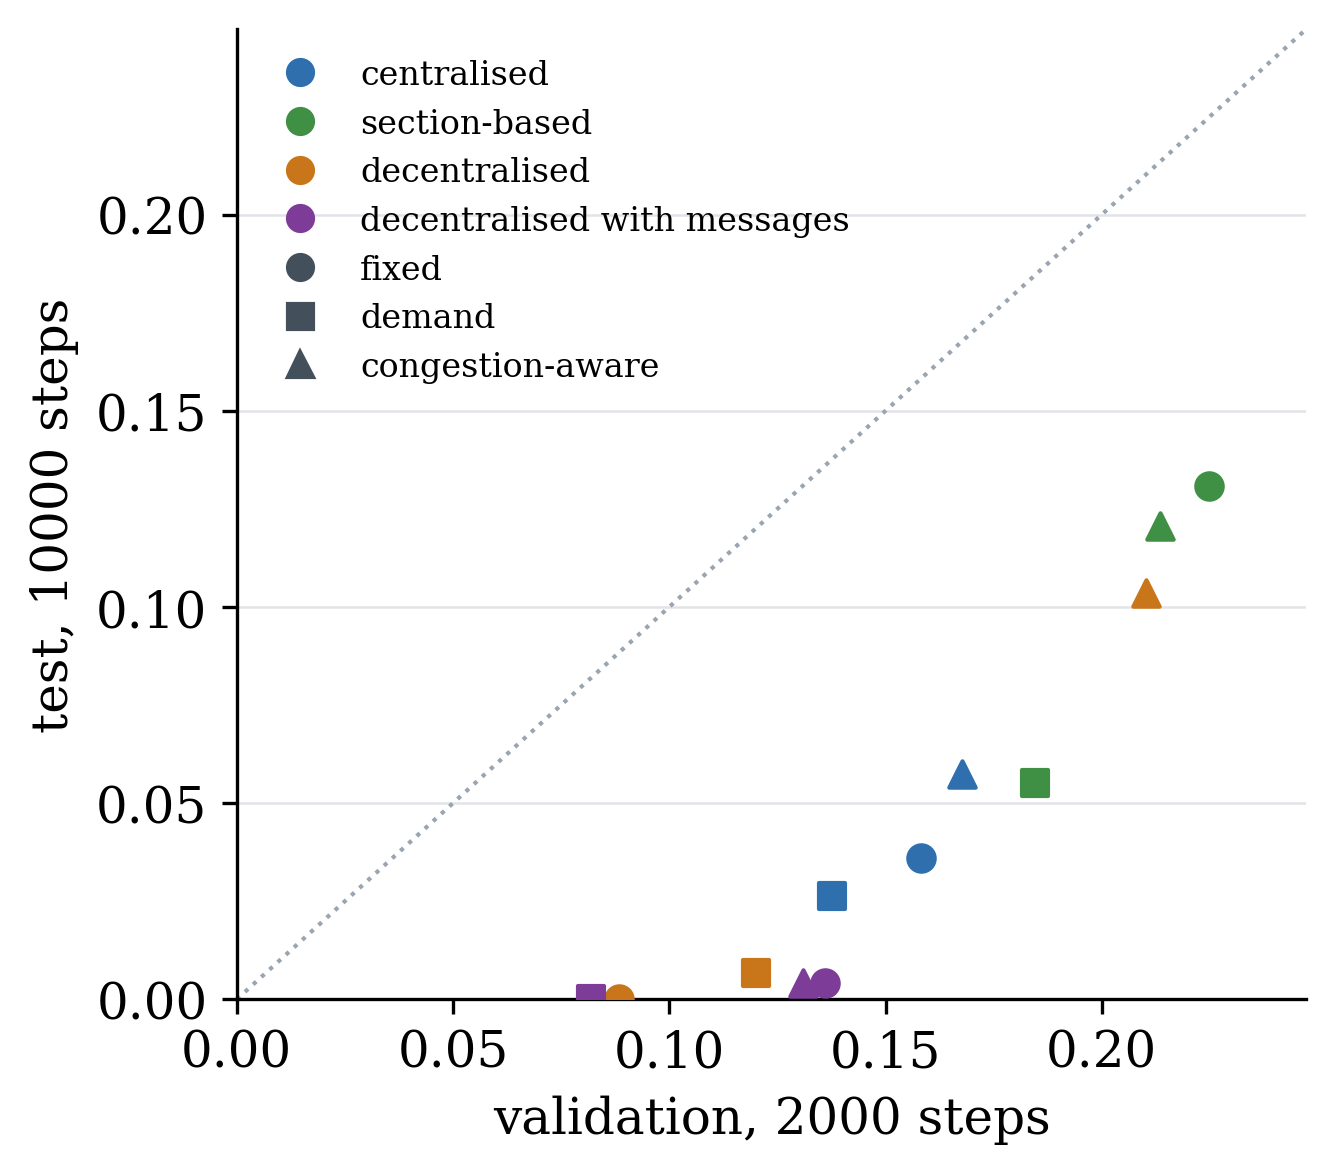 centralised
section-based
decentralised
decentralised with messages
fixed
demand
congestion-aware
test, 10000 steps
0.20
0.15
0.10
0.05
0.00
0.00 0.05 0.10 0.15 0.20
validation, 2000 steps